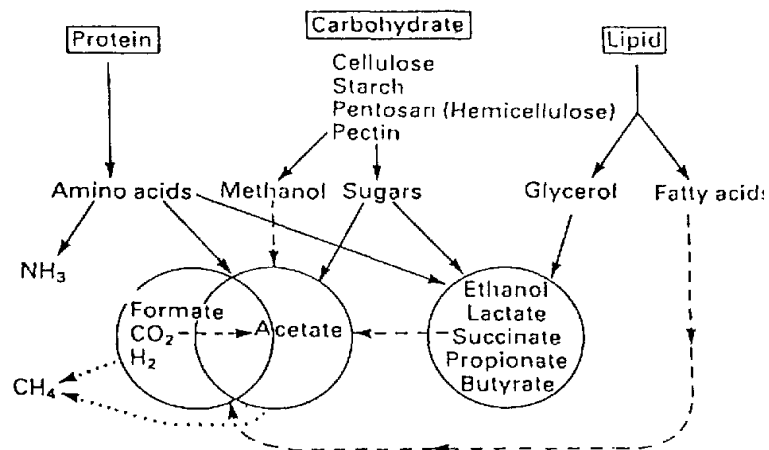 Protein
Carbohydrate
Lipid
Cellulose
Starch
Pentosan (Hemicellulose)
Pectin
Amino acids
Methanol
Sugars
Glycerol
Fatty acids
NH3
Formate
CO2
H2
Acetate
Ethanol
Lactate
Succinate
Propionate
Butyrate
CH4